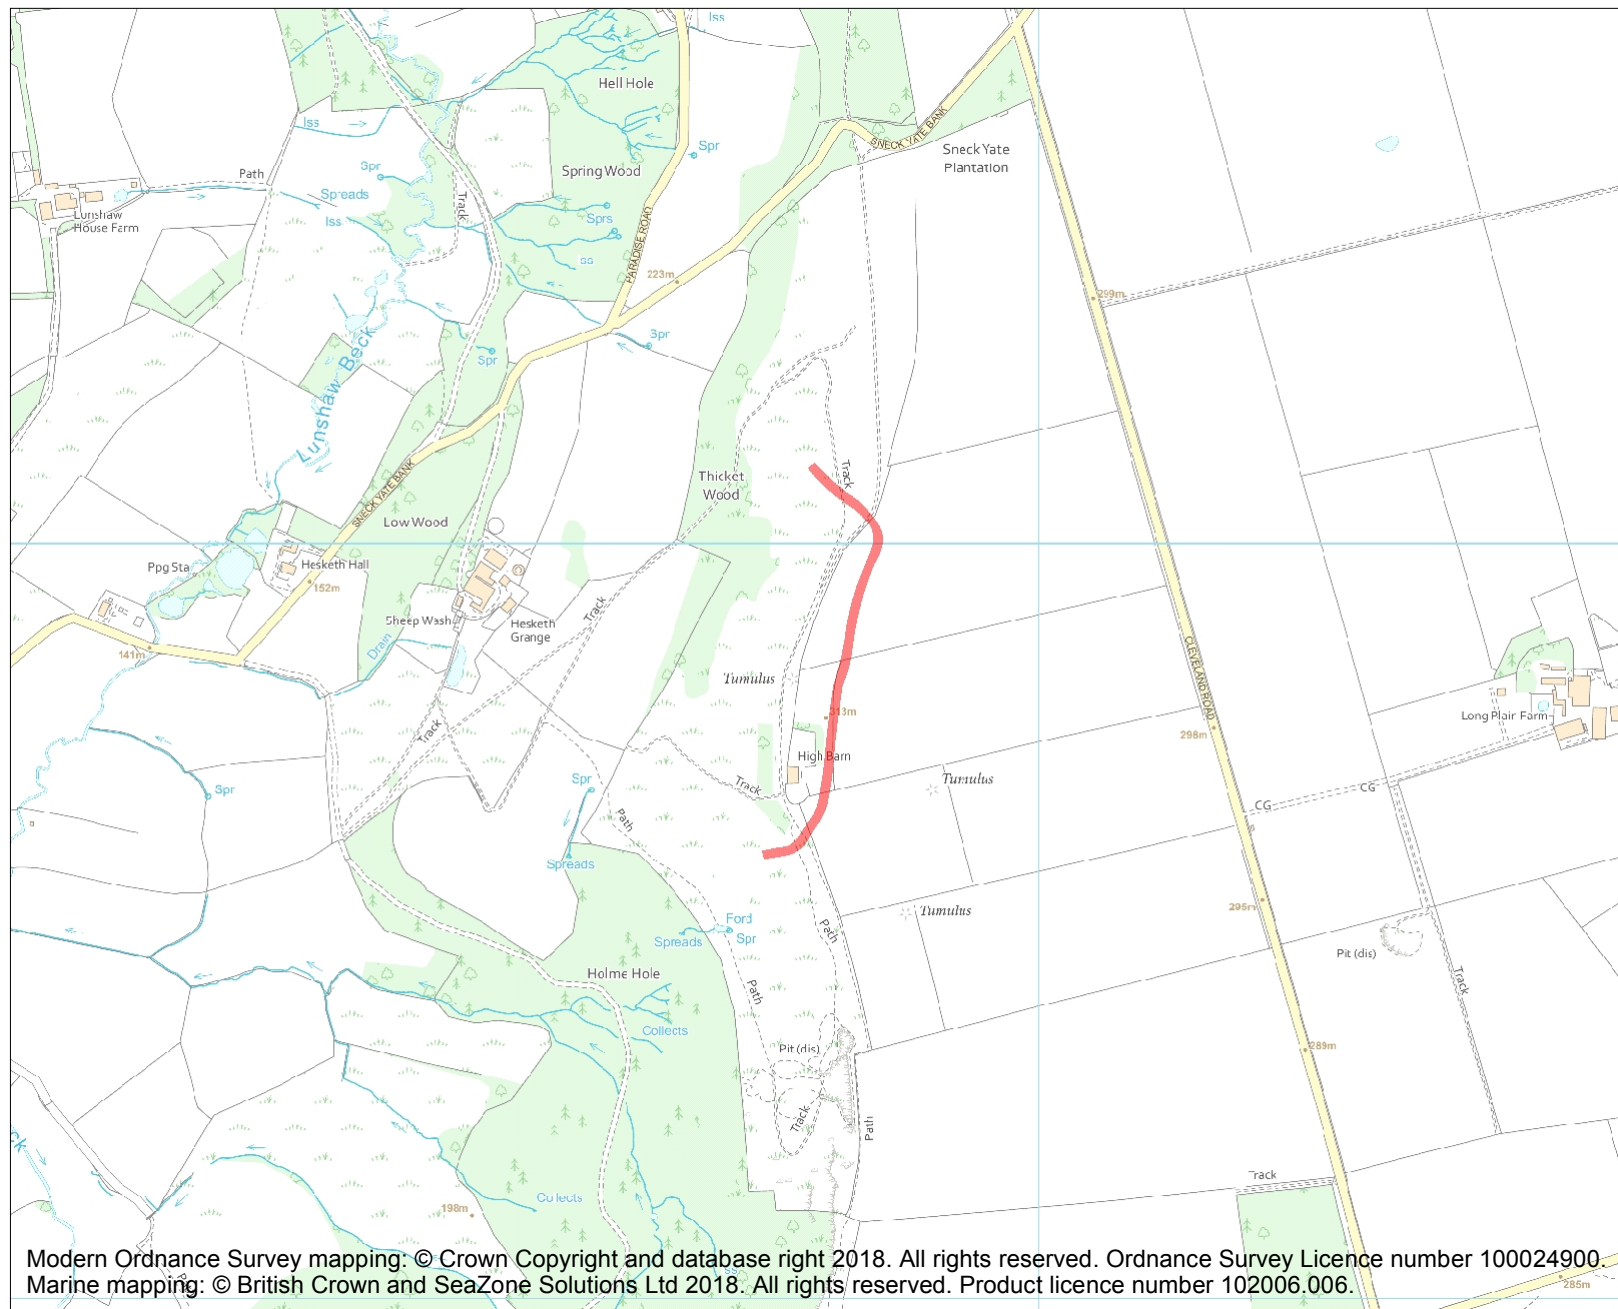 Iss
Hell Hole
Iss
SNECK YATE BANK
Spr
Sneck Yate
Plantation
Spr
Path
Spring Wood
Spreads
Track
Lunshaw
House Farm
Iss
Sprs
PARADISE ROAD
223m
299m
Lunshaw Beck
Spr
Spr
Track
Thicket
Wood
SNECK YATE BANK
Low Wood
Ppg Sta
Hesketh Hall
152m
Sheep Wash
Hesketh
Grange
Track
141m
Drain
CLEVELAND ROAD
Tumulus
313m
Long Plair Farm
298m
Track
High Barn
Tumulus
Spr
Spr
Track
CG
CG
Path
Spreads
Ford
Tumulus
295m
Spreads
Spr
Path
Pit (dis)
Holme Hole
Path
Track
Collects
Pit (dis)
289m
Track
Path
Track
Collects
198m
285m
Modern Ordnance Survey mapping: © Crown Copyright and database right 2018. All rights reserved. Ordnance Survey Licence number 100024900.
Marine mapping: © British Crown and SeaZone Solutions Ltd 2018. All rights reserved. Product licence number 102006.006.